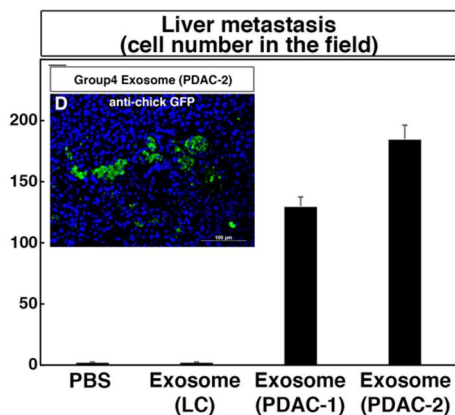 Liver metastasis
(cell number in the field)
Group4 Exosome (PDAC-2)
D anti-chick GFP
100 μm
200
150
100
50
0
PBS Exosome Exosome Exosome
(LC) (PDAC-1) (PDAC-2)